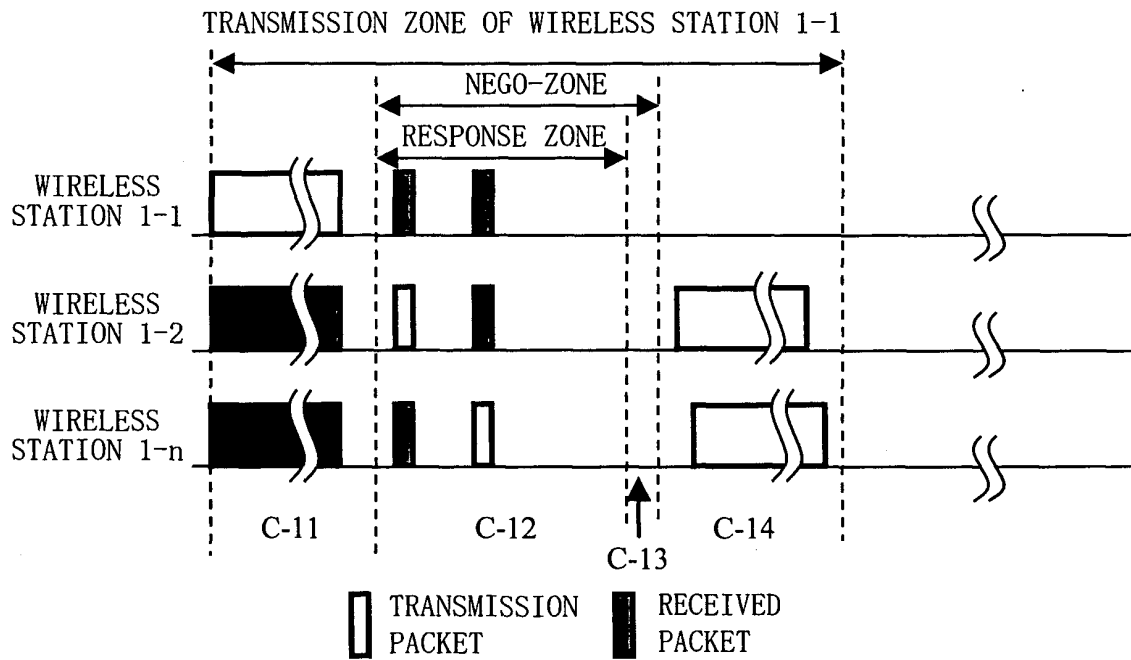 TRANSMISSION ZONE OF WIRELESS STATION 1-1
NEGO-ZONE
RESPONSE ZONE
WIRELESS
STATION 1-1
WIRELESS
STATION 1-2
WIRELESS
STATION 1-n
C-11
C-12
C-13
C-14
TRANSMISSION
PACKET
RECEIVED
PACKET